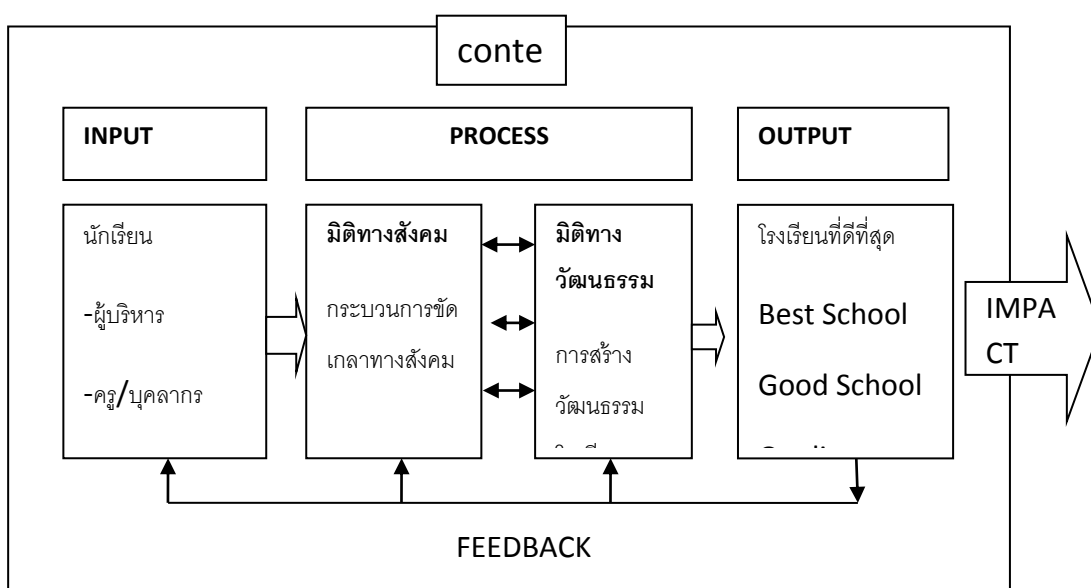 conte
INPUT
PROCESS
OUTPUT
นักเรียน
-ผู้บริหาร
-ครู/บุคลากร
มิติทางสังคม
กระบวนการขัด
เกลาทางสังคม
มิติทาง
วัฒนธรรม
การสร้าง
วัฒนธรรม
โรงเรียนที่ดีที่สุด
Best School
Good School
IMPA
CT
FEEDBACK